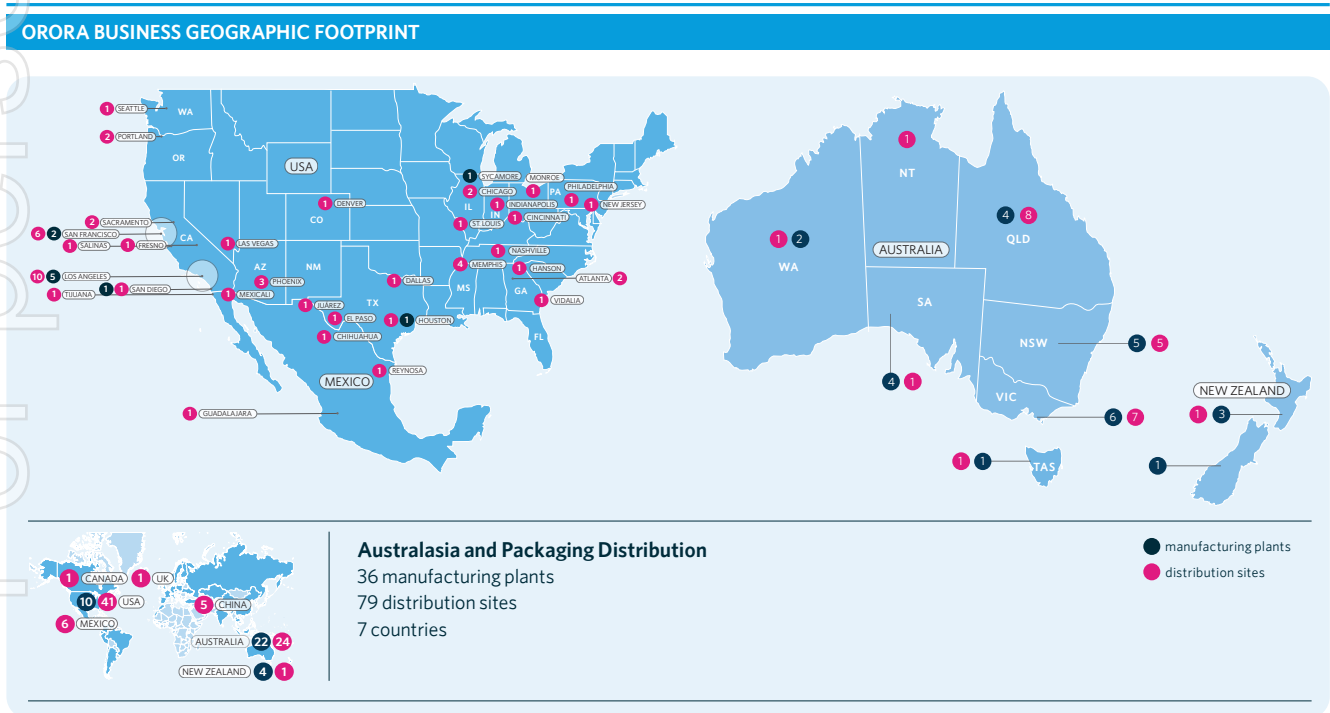 ORORA BUSINESS GEOGRAPHIC FOOTPRINT
1 SEATTLE
WA
2 PORTLAND
OR
USA
1 SYCAMORE
MONROE
1
2 CHICAGO
PHILADELPHIA
1
PA
IL
IN
1 INDIANAPOLIS
1 NEW JERSEY
1 CINCINNATI
1 ST LOUIS
1 DENVER
CO
2 SACRAMENTO
6 2 SAN FRANCISCO
1 SALINAS
1 FRESNO
CA
1 LAS VEGAS
1 NASHVILLE
4 MEMPHIS
1 HANSON
ATLANTA 2
10 5 LOS ANGELES
AZ
NM
3 PHOENIX
1 DALLAS
MS
GA
1 TIJUANA
1 1 SAN DIEGO
1 MEXICALI
1 JUÁREZ
TX
1 VIDALIA
1 EL PASO
1 1 HOUSTON
1 CHIHUAHUA
FL
1 REYNOSA
MEXICO
1 GUADALAJARA
1
NT
4 8
QLD
1 2
WA
AUSTRALIA
SA
NSW
5 5
4 1
VIC
6 7
NEW ZEALAND
1 3
1 1
TAS
1
1 CANADA
1 UK
10 41 USA
5 CHINA
6 MEXICO
AUSTRALIA 22 24
NEW ZEALAND 4 1
Australasia and Packaging Distribution
36 manufacturing plants
79 distribution sites
7 countries
manufacturing plants
distribution sites